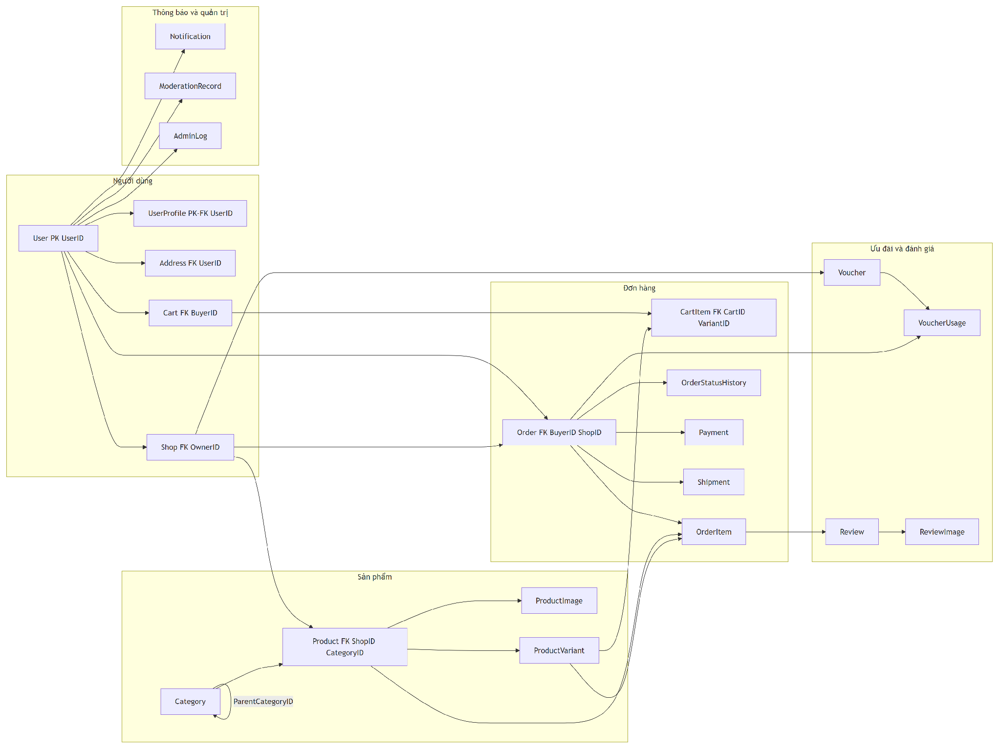 Thông báo và quản trị
Notification
ModerationRecord
AdminLog
Người dùng
UserProfile PK-FK UserID
User PK UserID
Address FK UserID
Cart FK BuyerID
Shop FK OwnerID
Ưu đãi và đánh giá
Voucher
VoucherUsage
Review
ReviewImage
Đơn hàng
CartItem FK CartID
VariantID
OrderStatusHistory
Order FK BuyerID ShopID
Payment
Shipment
OrderItem
Sản phẩm
ProductImage
Product FK ShopID
CategoryID
ProductVariant
Category
ParentCategoryID